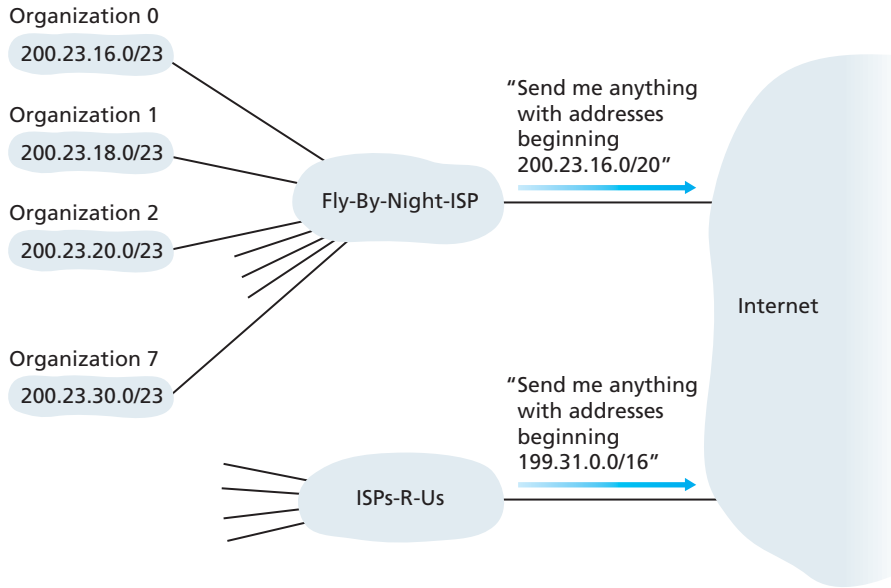 Organization 0
200.23.16.0/23
Organization 1
200.23.18.0/23
Organization 2
200.23.20.0/23
Organization 7
200.23.30.0/23
Fly-By-Night-ISP
“Send me anything
with addresses
beginning
200.23.16.0/20”
Internet
ISPs-R-Us
“Send me anything
with addresses
beginning
199.31.0.0/16”